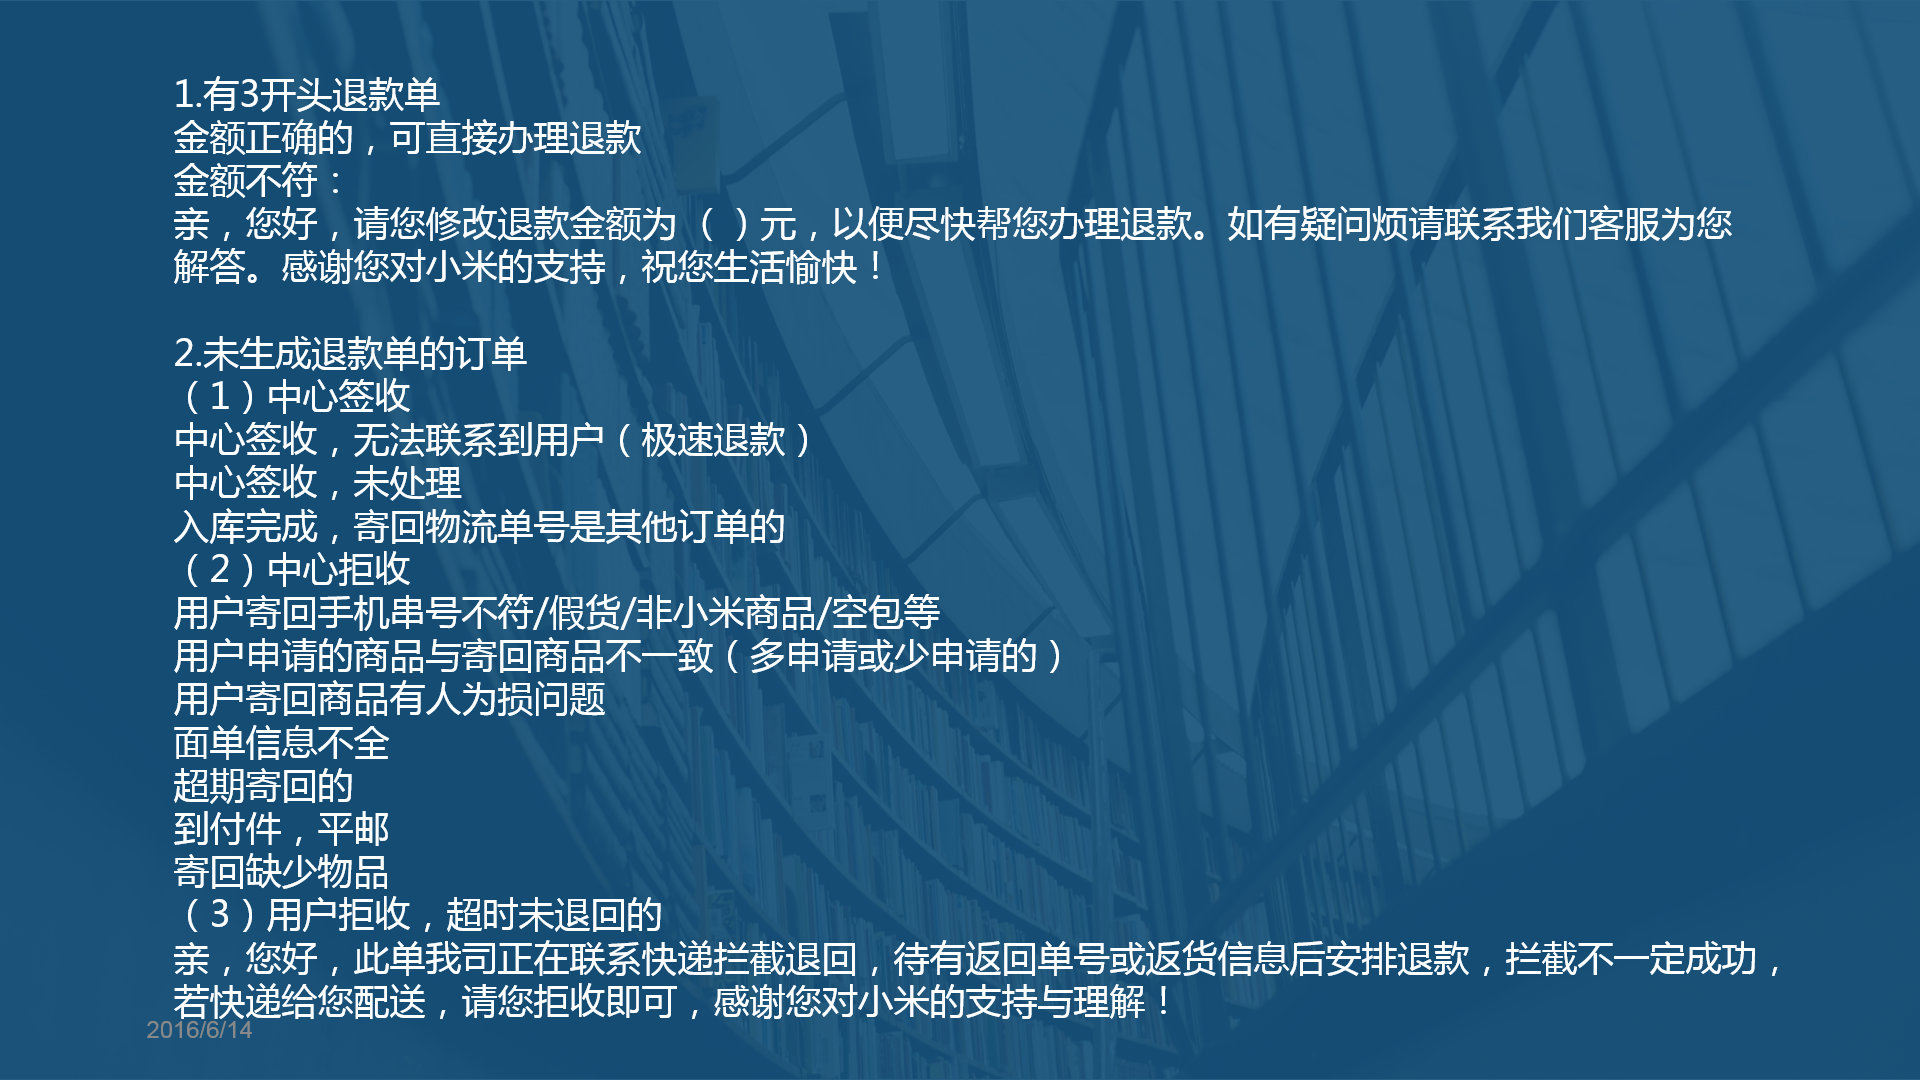 1.有3开头退款单
金额正确的，可直接办理退款
金额不符：
亲，您好，请您修改退款金额为 （ ）元，以便尽快帮您办理退款。如有疑问烦请联系我们客服为您
解答。感谢您对小米的支持，祝您生活愉快！
2.未生成退款单的订单
（1）中心签收
中心签收，无法联系到用户（极速退款）
中心签收，未处理
入库完成，寄回物流单号是其他订单的
（2）中心拒收
用户寄回手机串号不符/假货/非小米商品/空包等
用户申请的商品与寄回商品不一致（多申请或少申请的）
用户寄回商品有人为损问题
面单信息不全
超期寄回的
到付件，平邮
寄回缺少物品
（3）用户拒收，超时未退回的
亲，您好，此单我司正在联系快递拦截退回，待有返回单号或返货信息后安排退款，拦截不一定成功，
若快递给您配送，请您拒收即可，感谢您对小米的支持与理解！
2016/6/14